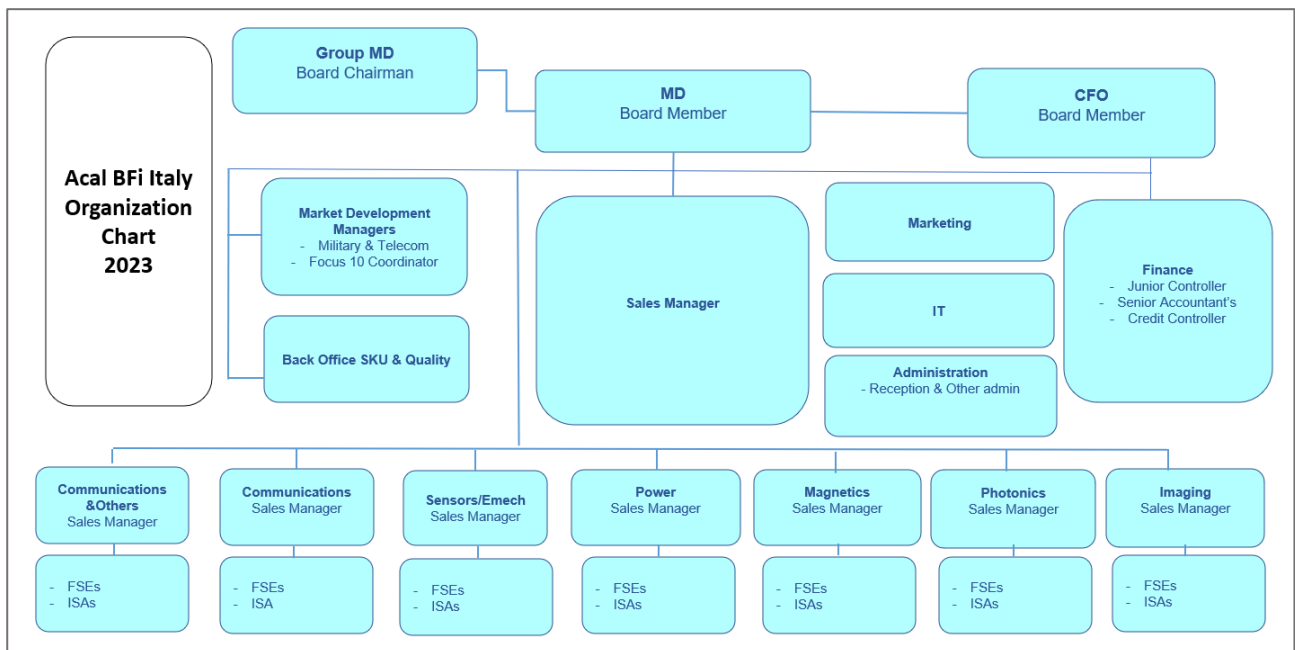 Acal BFi Italy
Organization
Chart
2023
Group MD
Board Chairman
MD
Board Member
CFO
Board Member
Market Development
Managers
- Military & Telecom
- Focus 10 Coordinator
Back Office SKU & Quality
Sales Manager
Marketing
IT
Administration
- Reception & Other admin
Finance
- Junior Controller
- Senior Accountant's
- Credit Controller
Communications
&Others
Sales Manager
Communications
Sales Manager
Sensors/Emech
Sales Manager
Power
Sales Manager
Magnetics
Sales Manager
Photonics
Sales Manager
Imaging
Sales Manager
- FSEs
- ISAs
- FSEs
- ISA
- FSEs
- ISAs
- FSEs
- ISAs
- FSEs
- ISAs
- FSEs
- ISAs
- FSEs
- ISAs